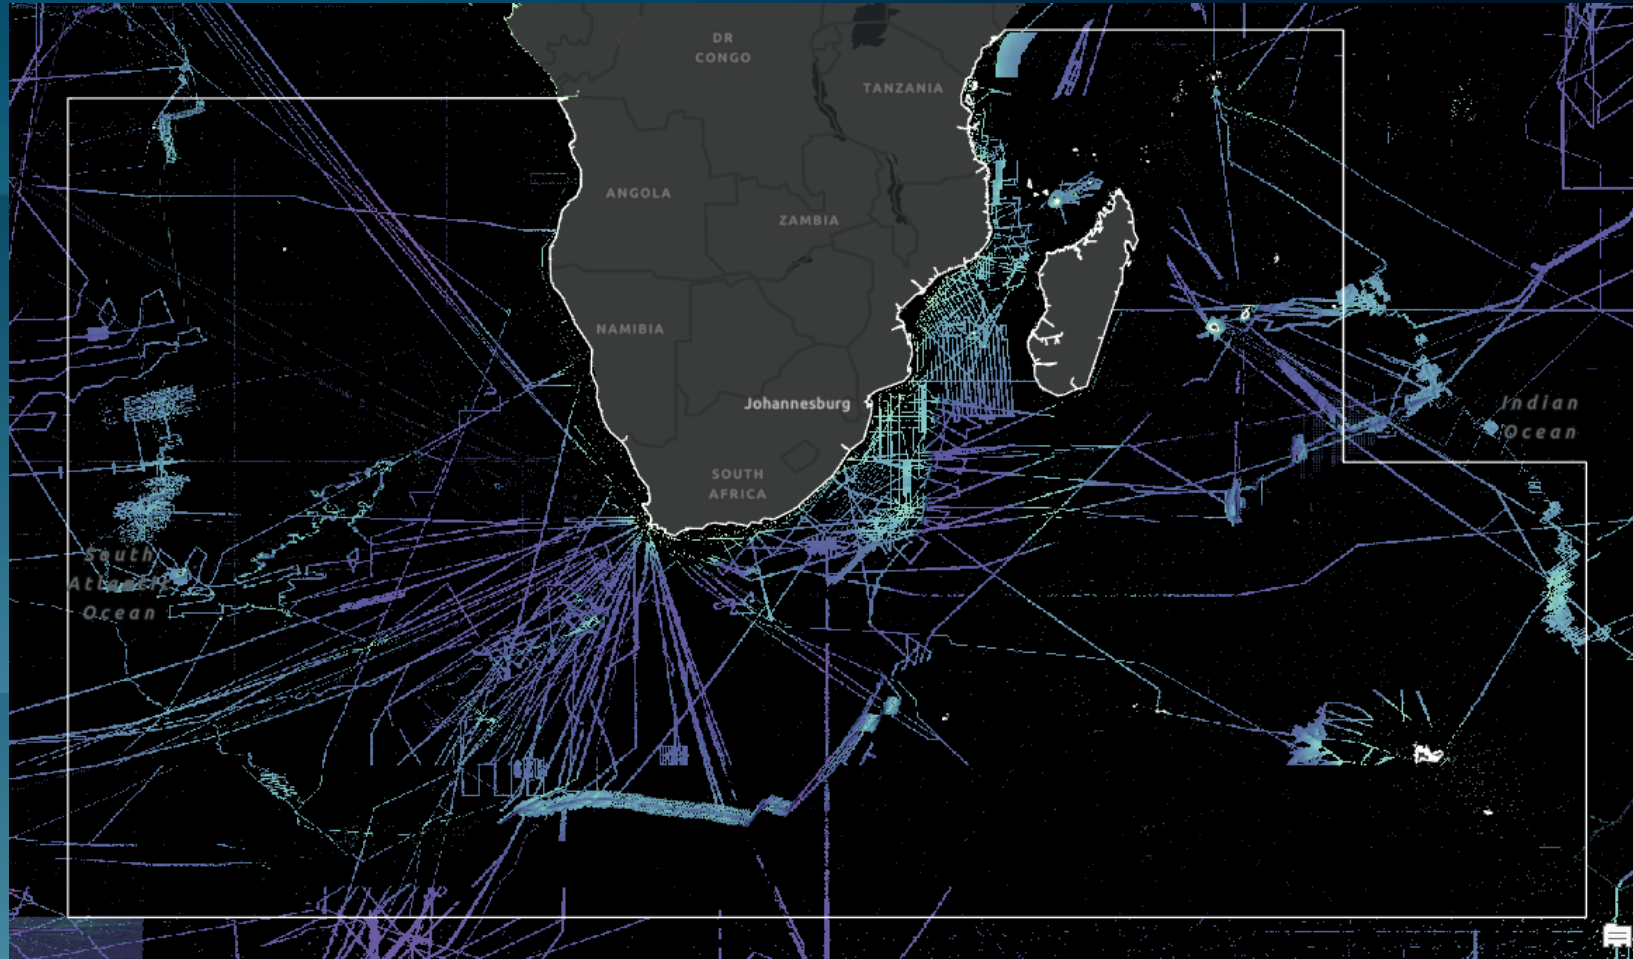 DR
CONGO
TANZANIA
ANGOLA
ZAMBIA
NAMIBIA
Johannesburg
Indian
Ocean
SOUTH
AFRICA
South
Atlantic
Ocean